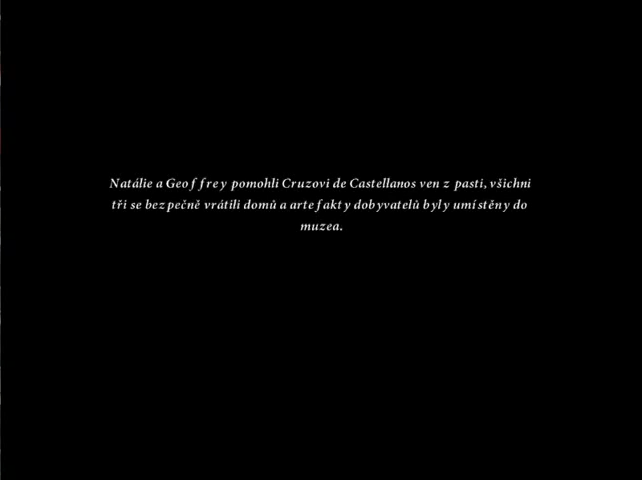 Natálie a Geoffrey pomohli Cruzovi de Castellanos ven z pasti, všichni
tři se bezpečně vrátili domů a artefakty dobyvatelů byly umístěny do
muzea.